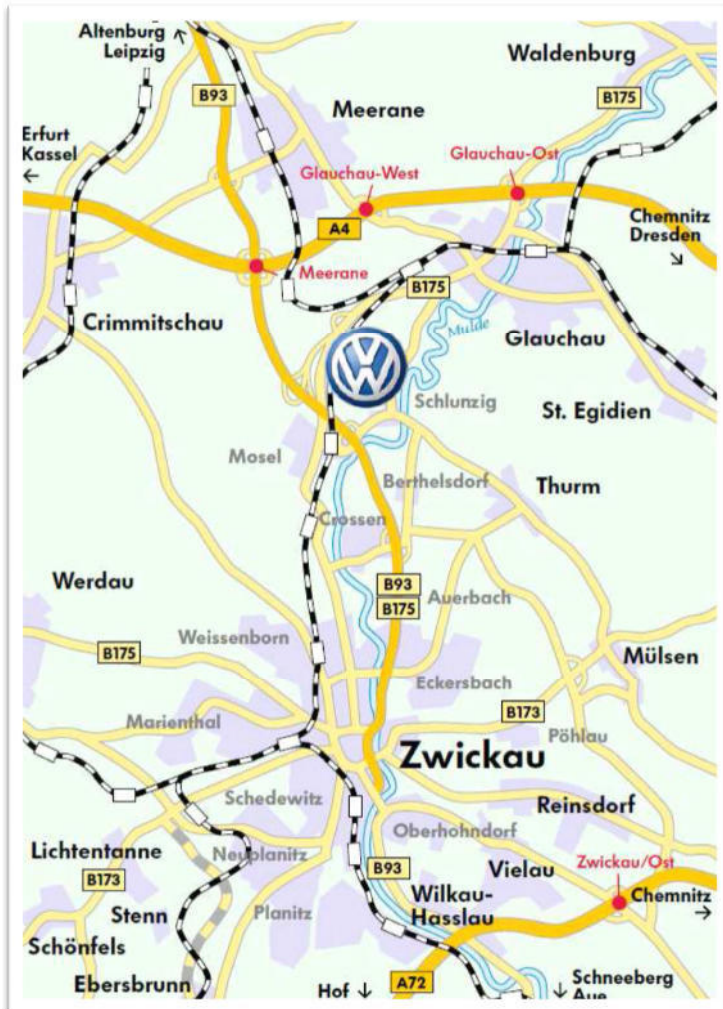 Altenburg
Leipzig
Waldenburg
B93
B175
Meerane
Erfurt
Kassel
Glauchau-West
Glauchau-Ost
A4
Chemnitz
Dresden
Meerane
B175
Crimmitschau
Mulde
Glauchau
VW
Schlunzig
St. Egidien
Mosel
Berthelsdorf
Thurm
Crossen
Werdau
B93
B175
Auerbach
Weissenborn
B175
Mülsen
Eckersbach
Marienthal
B173
Pöhlau
Zwickau
Schedewitz
Reinsdorf
Oberhohndorf
Lichtentanne
Neuplanitz
B93
Vielau
Zwickau/Ost
B173
Wilkau-
Hasslau
Chemnitz
Stenn
Planitz
Schönfels
Ebersbrunn
Hof
A72
Schneeberg
Aue